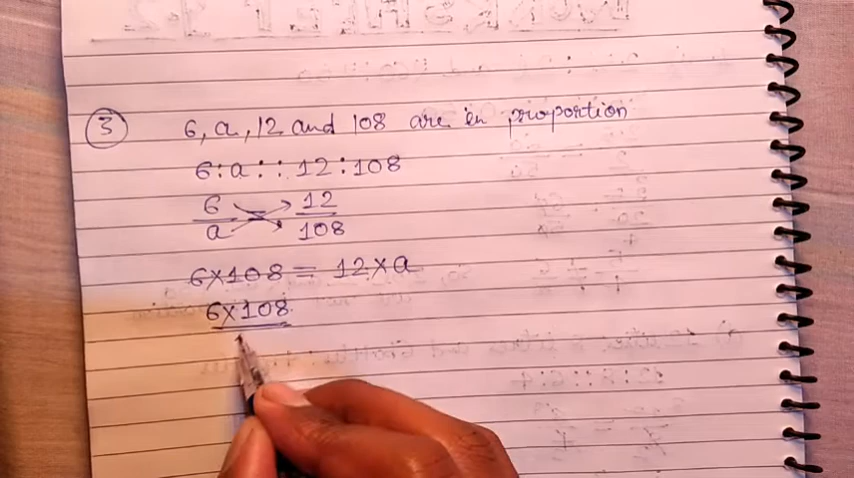 3 6, a, 12 and 108 are in proportion
6 : a : : 12 : 108
6/a = 12/108
6×108 = 12×a
6×108